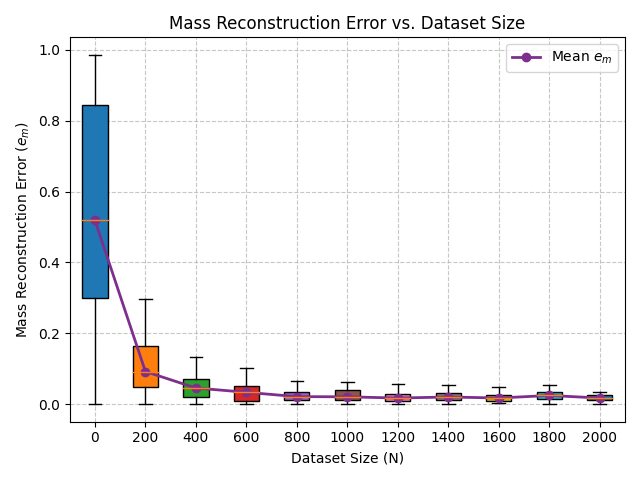 Mass Reconstruction Error vs. Dataset Size
Mean e_m
1.0
0.8
0.6
0.4
0.2
0.0
Mass Reconstruction Error (e_m)
0 200 400 600 800 1000 1200 1400 1600 1800 2000
Dataset Size (N)